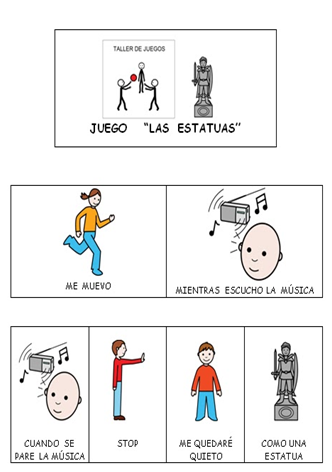 TALLER DE JUEGOS
JUEGO "LAS ESTATUAS"
ME MUEVO
MIENTRAS ESCUCHO LA MÚSICA
CUANDO SE
PARE LA MÚSICA
STOP
ME QUEDARÉ
QUIETO
COMO UNA
ESTATUA